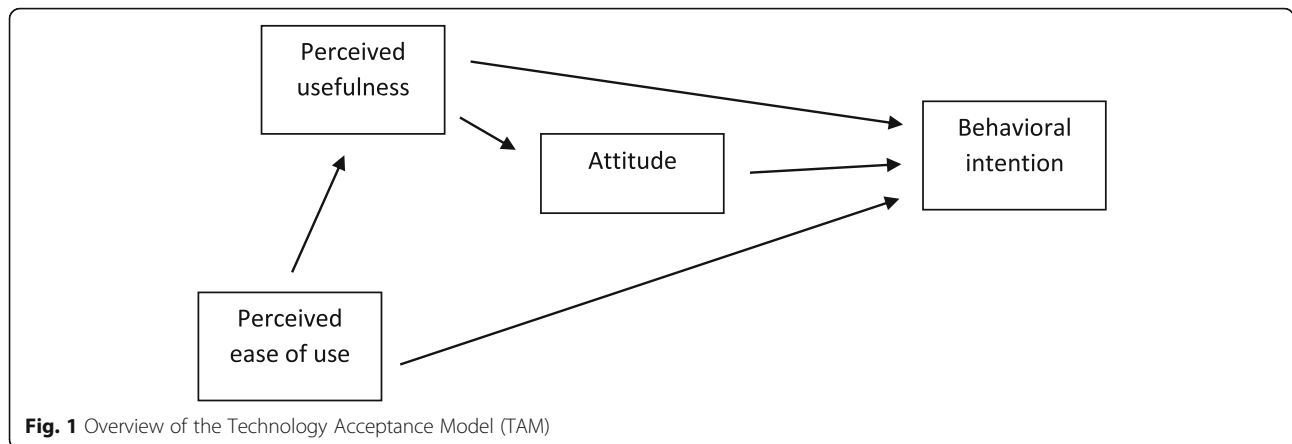 Perceived
usefulness
Attitude
Behavioral
intention
Perceived
ease of use
Fig. 1 Overview of the Technology Acceptance Model (TAM)